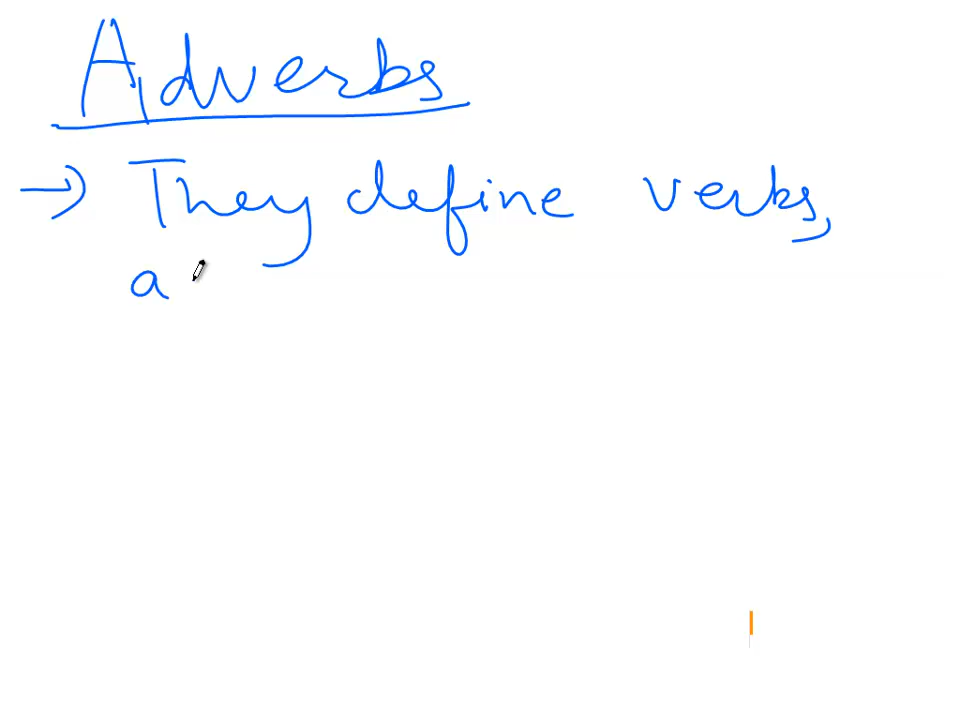 Adverbs
→ They define verbs,
a